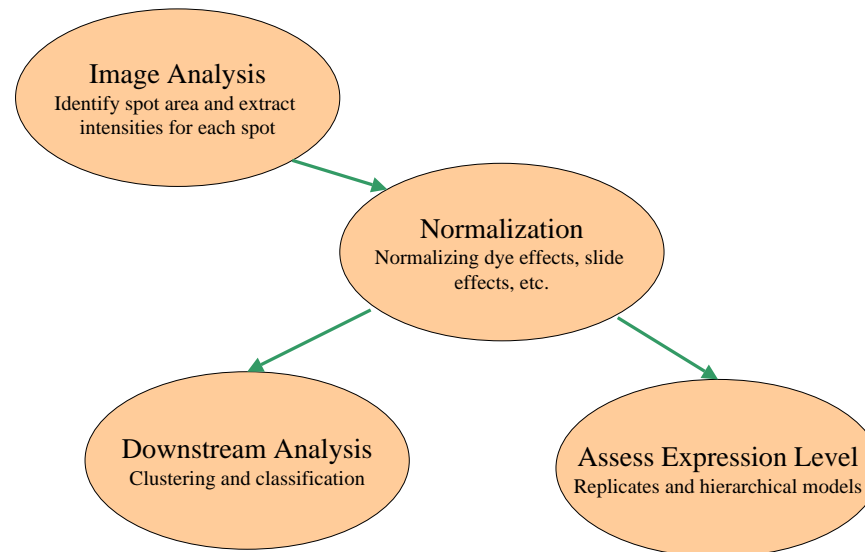 Image Analysis
Identify spot area and extract
intensities for each spot
Normalization
Normalizing dye effects, slide
effects, etc.
Downstream Analysis
Clustering and classification
Assess Expression Level
Replicates and hierarchical models